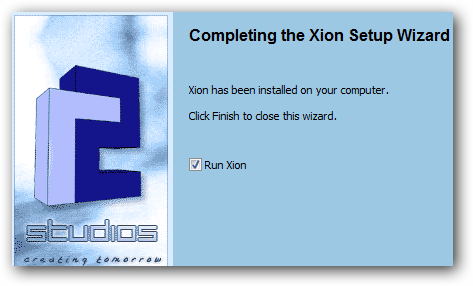 Completing the Xion Setup Wizard
Xion has been installed on your computer.
Click Finish to close this wizard.
Run Xion
r2
studios
creating tomorrow